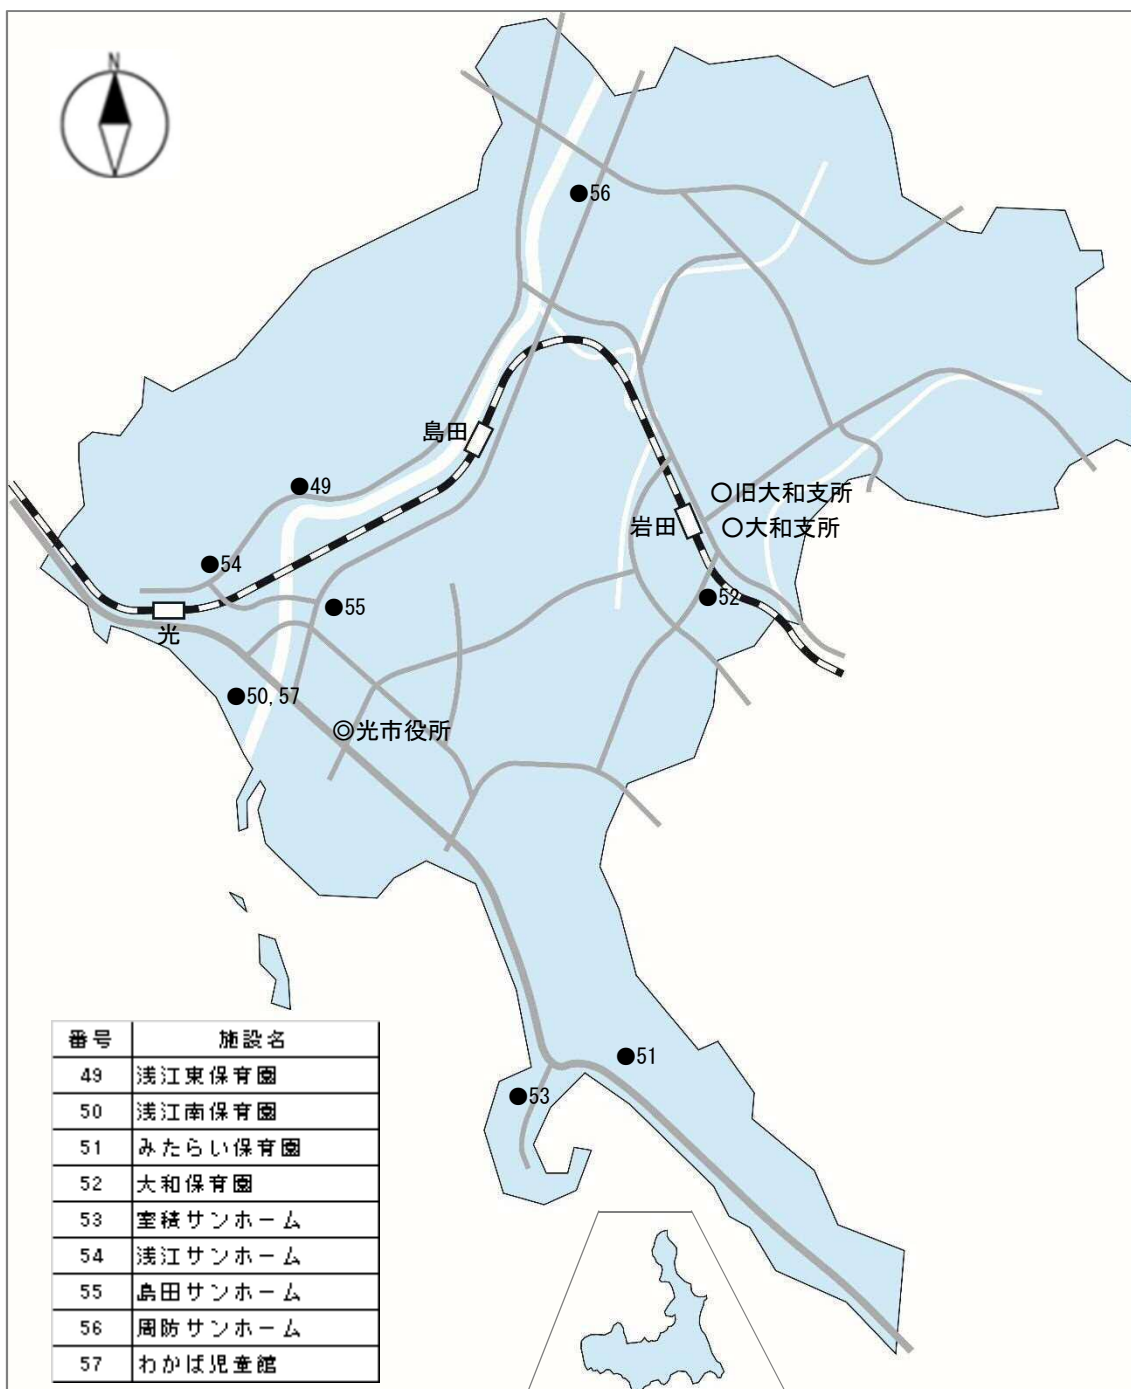 N
●56
島田
●49
○旧大和支所
岩田
○大和支所
●54
●52
●55
光
●50, 57
◎光市役所
●51
●53
番号 施設名
49 浅江東保育園
50 浅江南保育園
51 みたらい保育園
52 大和保育園
53 室積サンホーム
54 浅江サンホーム
55 島田サンホーム
56 周防サンホーム
57 わかば児童館